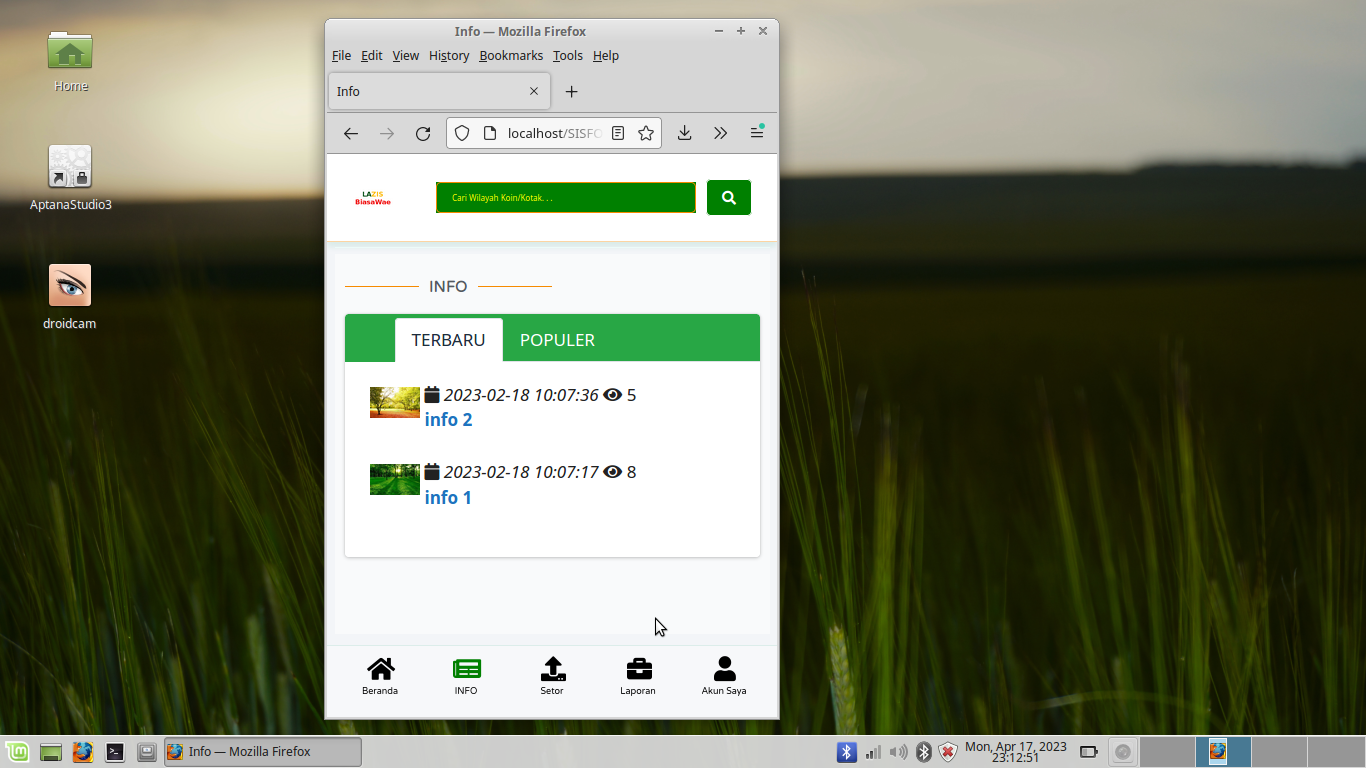 Info — Mozilla Firefox
File Edit View History Bookmarks Tools Help
Info
localhost/SISFO
Home
AptanaStudio3
droidcam
LAZIS
BiasaWae
Cari Wilayah Koin/Kotak. . .
INFO
TERBARU POPULER
2023-02-18 10:07:36 5
info 2
2023-02-18 10:07:17 8
info 1
Beranda INFO Setor Laporan Akun Saya
Info — Mozilla Firefox
Mon, Apr 17, 2023
23:12:51